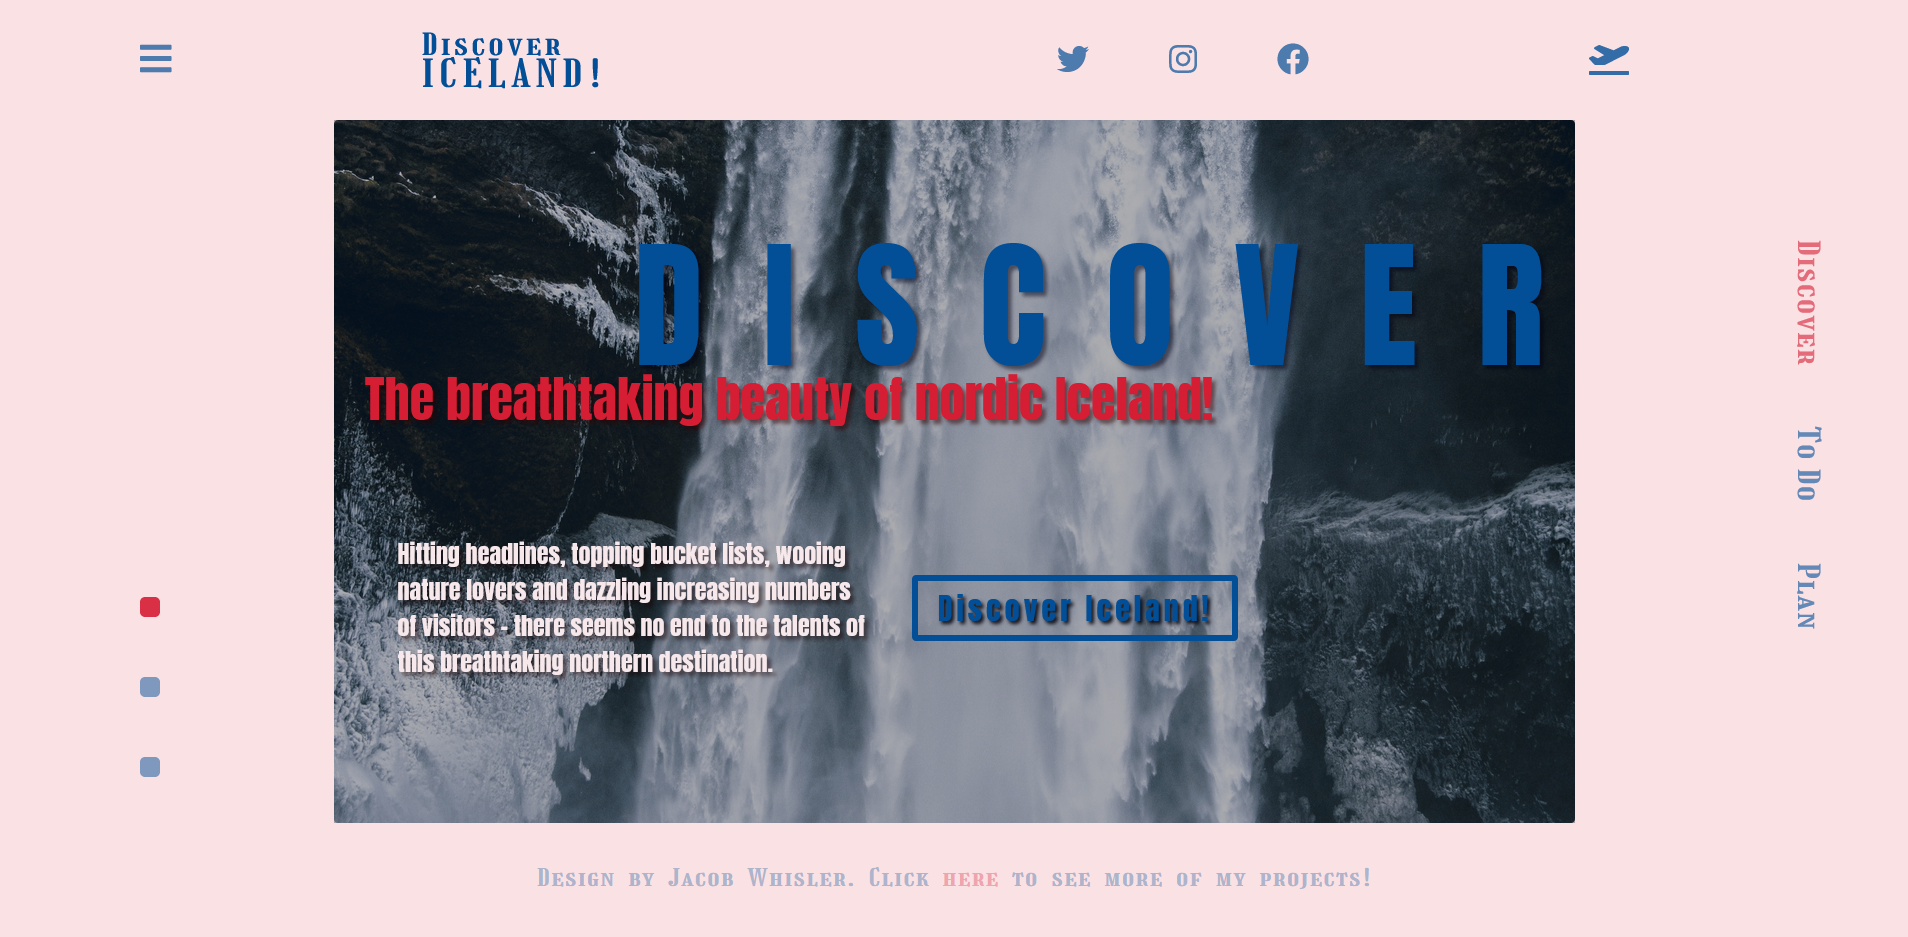 Discover
ICELAND!
DISCOVER
The breathtaking beauty of nordic Iceland!
Hitting headlines, topping bucket lists, wooing
nature lovers and dazzling increasing numbers
of visitors - there seems no end to the talents of
this breathtaking northern destination.
Discover Iceland!
Discover
To Do
Plan
Design by Jacob Whisler. Click here to see more of my projects!